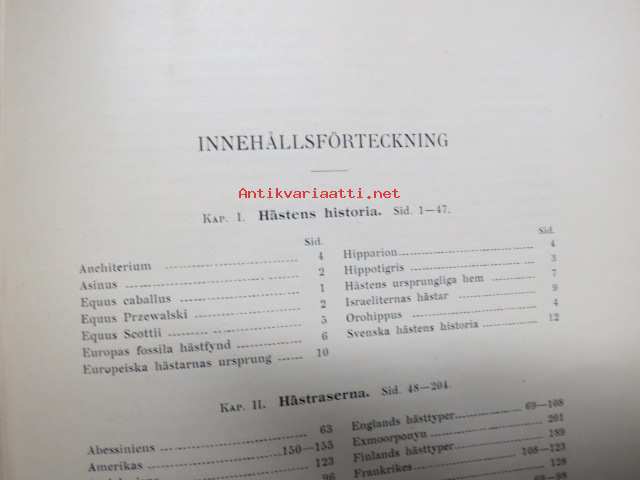 INNEHÅLLSFÖRTECKNING
Antikvariaatti.net
KAP. I. Hästens historia. Sid. 1—47.
Sid.
Anchiterium 4
Asinus 2
Equus caballus 1
Equus Przewalski 2
Equus Scottii 5
Europas fossila hästfynd 6
Europeiska hästarnas ursprung 10
Sid.
Hipparion 4
Hippotigris 3
Hästens ursprungliga hem 7
Israeliternas hästar 9
Orohippus 4
Svenska hästens historia 12
KAP. II. Hästraserna. Sid. 48—204.
Abessiniens 63
Amerikas 150—155
123
96
Englands hästtyper 69—108
Exmoorponyn 201
Finlands hästtyper 189
Frankrikes 108—123
128